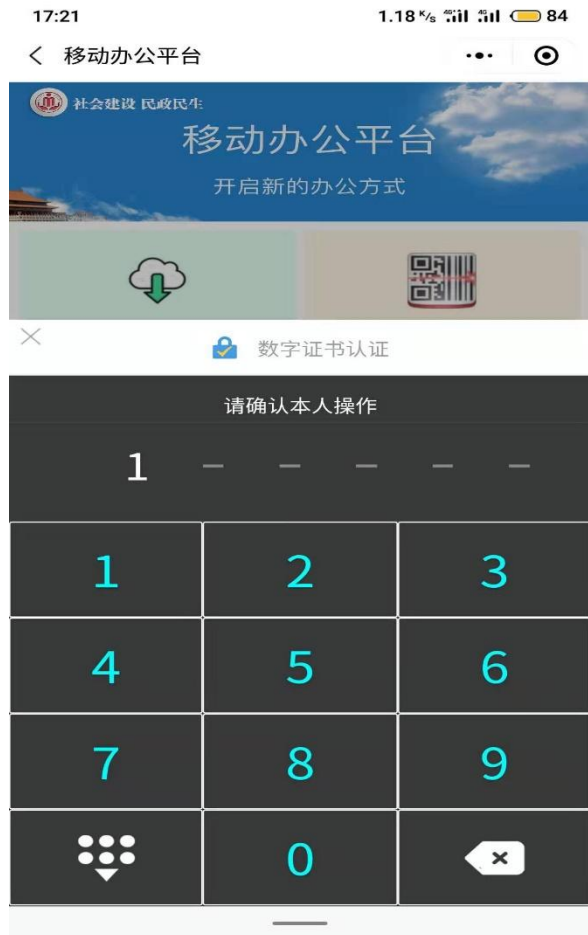 17:21 1.18 K/s 4G 4G 84
移动办公平台
社会建设 民政民生
移动办公平台
开启新的办公方式
数字证书认证
请确认本人操作
1 – – – – –
1 2 3
4 5 6
7 8 9
0